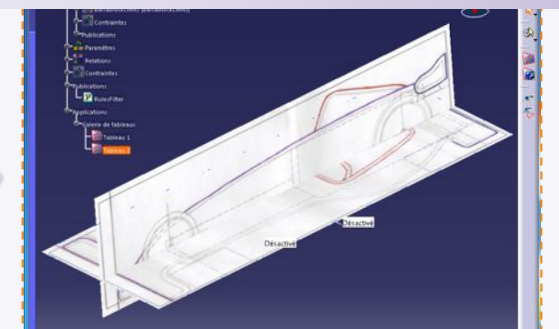 Contraintes
Publications
Paramètres
Relations
Contraintes
Publications
RulesFilter
Applications
Galerie de tableaux
Tableau 1
Tableau 2
Désactivé
Désactivé